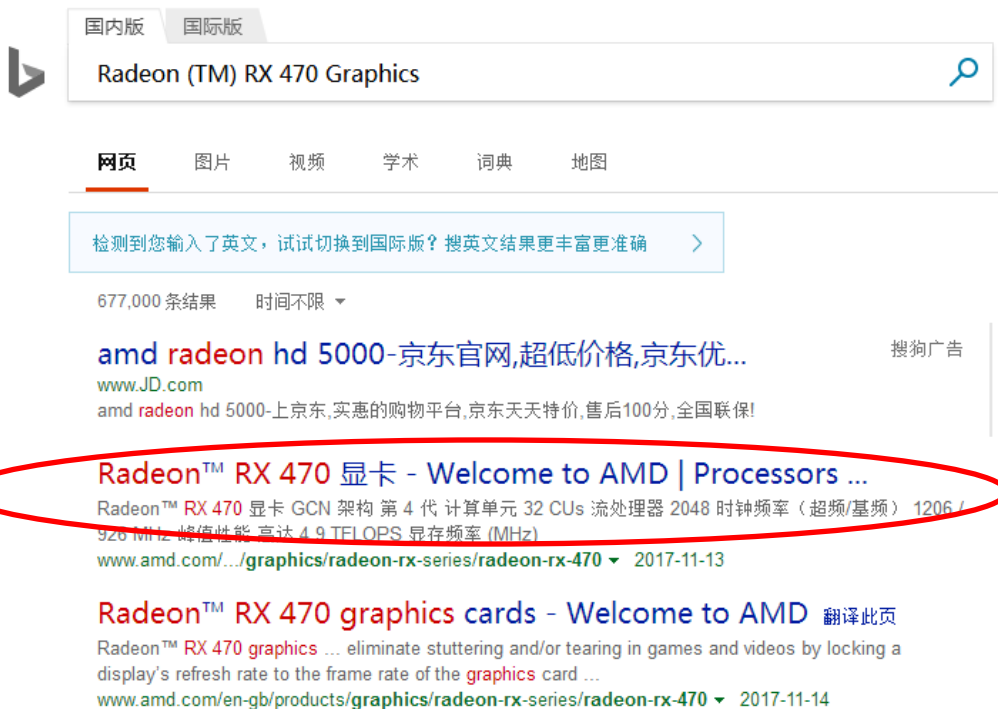 国内版 国际版
Radeon (TM) RX 470 Graphics
网页 图片 视频 学术 词典 地图
检测到您输入了英文，试试切换到国际版？搜英文结果更丰富更准确
677,000 条结果 时间不限
amd radeon hd 5000-京东官网,超低价格,京东优... 搜狗广告
www.JD.com
amd radeon hd 5000-上京东,实惠的购物平台,京东天天特价,售后100分,全国联保!
Radeon™ RX 470 显卡 - Welcome to AMD | Processors ...
Radeon™ RX 470 显卡 GCN 架构 第 4 代 计算单元 32 CUs 流处理器 2048 时钟频率（超频/基频） 1206 /
926 MHz 峰值性能 高达 4.9 TFLOPS 显存频率 (MHz)
www.amd.com/.../graphics/radeon-rx-series/radeon-rx-470 2017-11-13
Radeon™ RX 470 graphics cards - Welcome to AMD 翻译此页
Radeon™ RX 470 graphics ... eliminate stuttering and/or tearing in games and videos by locking a
display's refresh rate to the frame rate of the graphics card ...
www.amd.com/en-gb/products/graphics/radeon-rx-series/radeon-rx-470 2017-11-14